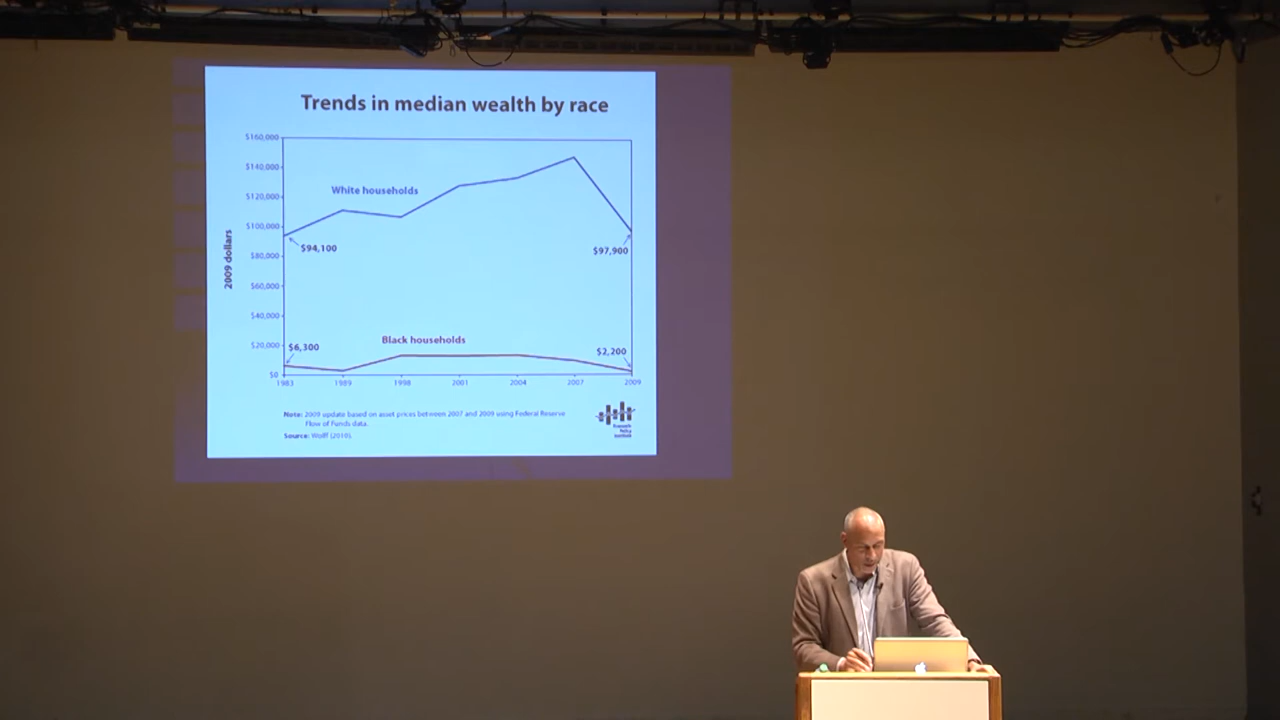 Trends in median wealth by race
$160,000
$140,000
$120,000
$100,000
$80,000
$60,000
$40,000
$20,000
$0
2009 dollars
White households
$94,100
$97,900
Black households
$6,300
$2,200
1983 1989 1998 2001 2004 2007 2009
Note: 2009 update based on asset prices between 2007 and 2009 using Federal Reserve
Flow of Funds data.
Source: Wolff (2010).
Economic
Policy
Institute